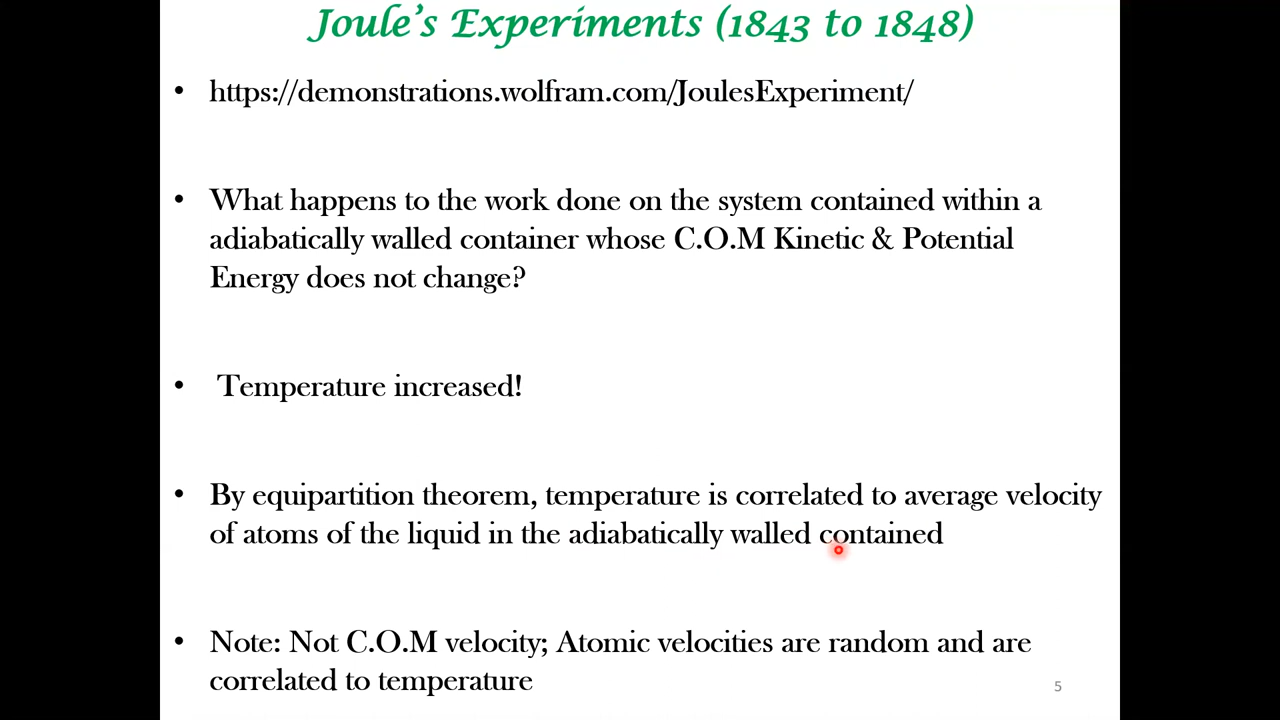 Joule's Experiments (1843 to 1848)
• https://demonstrations.wolfram.com/JoulesExperiment/
• What happens to the work done on the system contained within a
adiabatically walled container whose C.O.M Kinetic & Potential
Energy does not change?
• Temperature increased!
• By equipartition theorem, temperature is correlated to average velocity
of atoms of the liquid in the adiabatically walled contained
• Note: Not C.O.M velocity; Atomic velocities are random and are
correlated to temperature
5